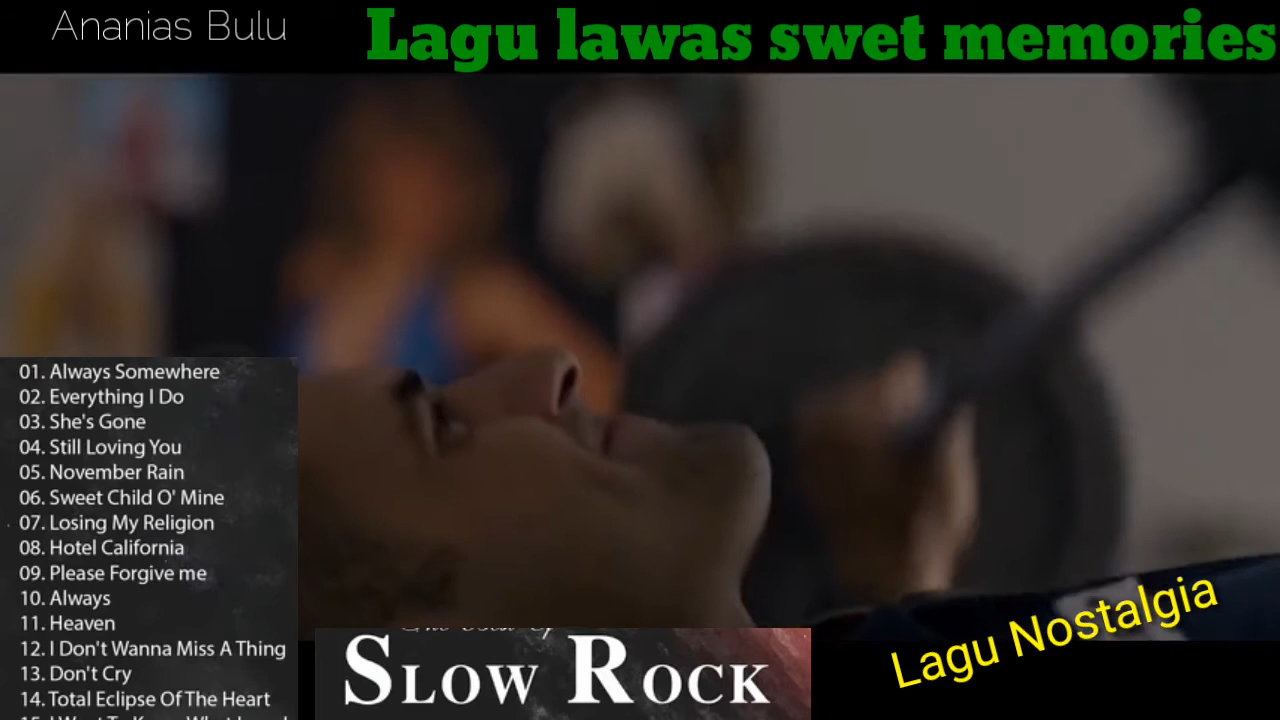 Ananias Bulu
Lagu lawas swet memories
01. Always Somewhere
02. Everything I Do
03. She's Gone
04. Still Loving You
05. November Rain
06. Sweet Child O' Mine
07. Losing My Religion
08. Hotel California
09. Please Forgive me
10. Always
11. Heaven
12. I Don't Wanna Miss A Thing
13. Don't Cry
14. Total Eclipse Of The Heart
SLOW ROCK
Lagu Nostalgia